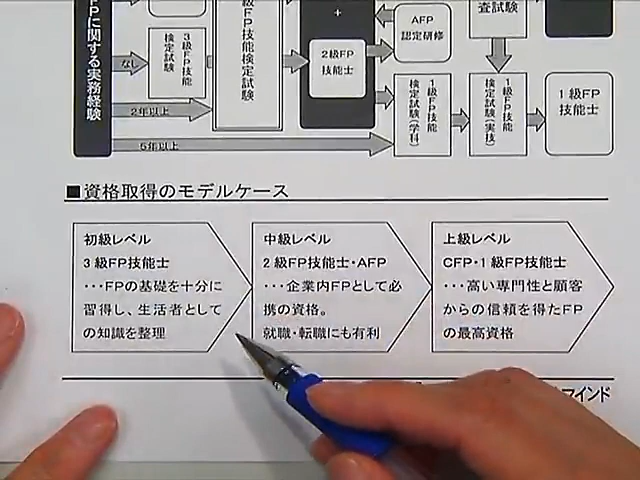 FPに関する実務経験
なし
2年以上
5年以上
3級FP技能
検定試験
級FP技能検定試験
+
2級FP
技能士
AFP
認定研修
査試験
1級FP技能
検定試験(学科)
1級FP技能
検定試験(実技)
1級FP
技能士
■資格取得のモデルケース
初級レベル
3級FP技能士
・・・FPの基礎を十分に
習得し、生活者として
の知識を整理
中級レベル
2級FP技能士・AFP
・・・企業内FPとして必
携の資格。
就職・転職にも有利
上級レベル
CFP・1級FP技能士
・・・高い専門性と顧客
からの信頼を得たFP
の最高資格
マインド